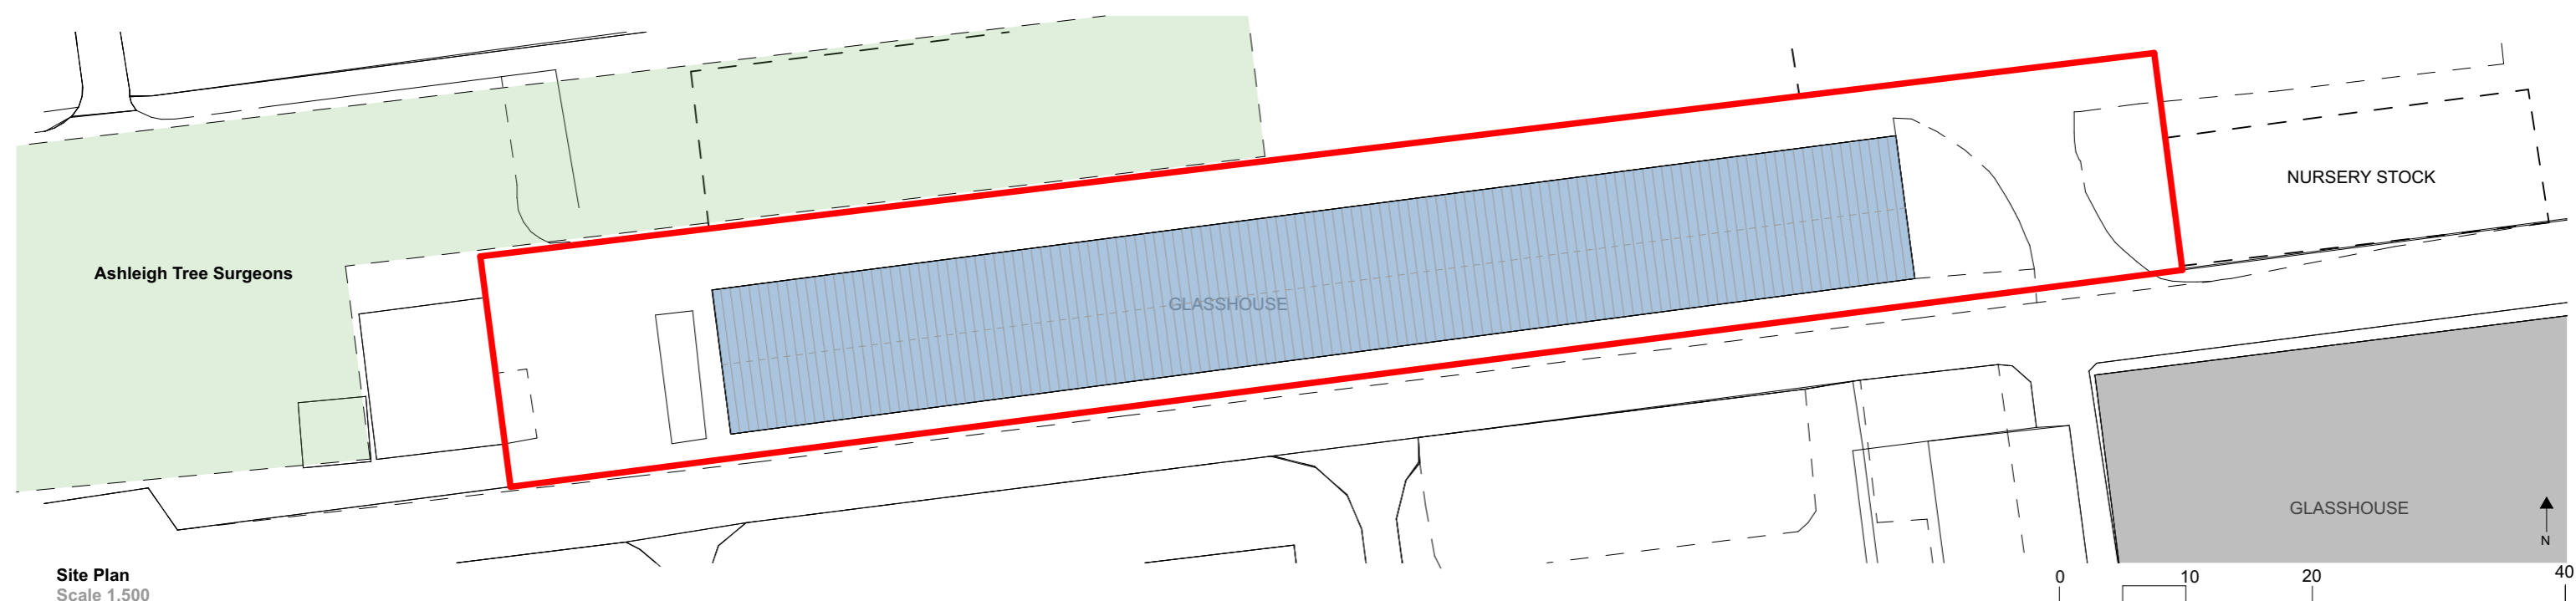 NURSERY STOCK
Ashleigh Tree Surgeons
GLASSHOUSE
GLASSHOUSE
N
Site Plan
Scale 1.500
0 10 20 40